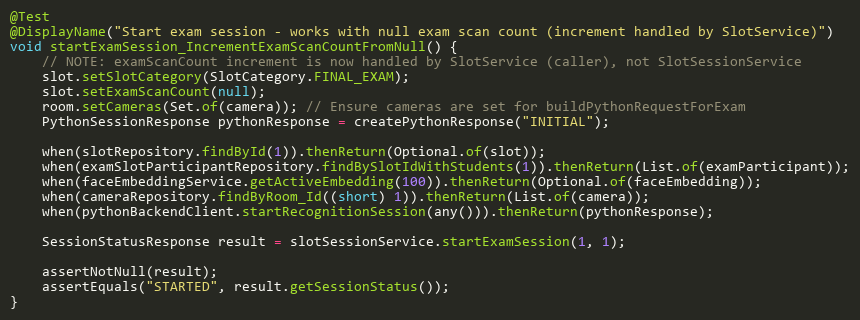 @Test
@DisplayName("Start exam session - works with null exam scan count (increment handled by SlotService)")
void startExamSession_IncrementExamScanCountFromNull() {
    // NOTE: examScanCount increment is now handled by SlotService (caller), not SlotSessionService
    slot.setSlotCategory(SlotCategory.FINAL_EXAM);
    slot.setExamScanCount(null);
    room.setCameras(Set.of(camera)); // Ensure cameras are set for buildPythonRequestForExam
    PythonSessionResponse pythonResponse = createPythonResponse("INITIAL");

    when(slotRepository.findById(1)).thenReturn(Optional.of(slot));
    when(examSlotParticipantRepository.findBySlotIdWithStudents(1)).thenReturn(List.of(examParticipant));
    when(faceEmbeddingService.getActiveEmbedding(100)).thenReturn(Optional.of(faceEmbedding));
    when(cameraRepository.findByRoom_Id((short) 1)).thenReturn(List.of(camera));
    when(pythonBackendClient.startRecognitionSession(any())).thenReturn(pythonResponse);

    SessionStatusResponse result = slotSessionService.startExamSession(1, 1);

    assertNotNull(result);
    assertEquals("STARTED", result.getSessionStatus());
}